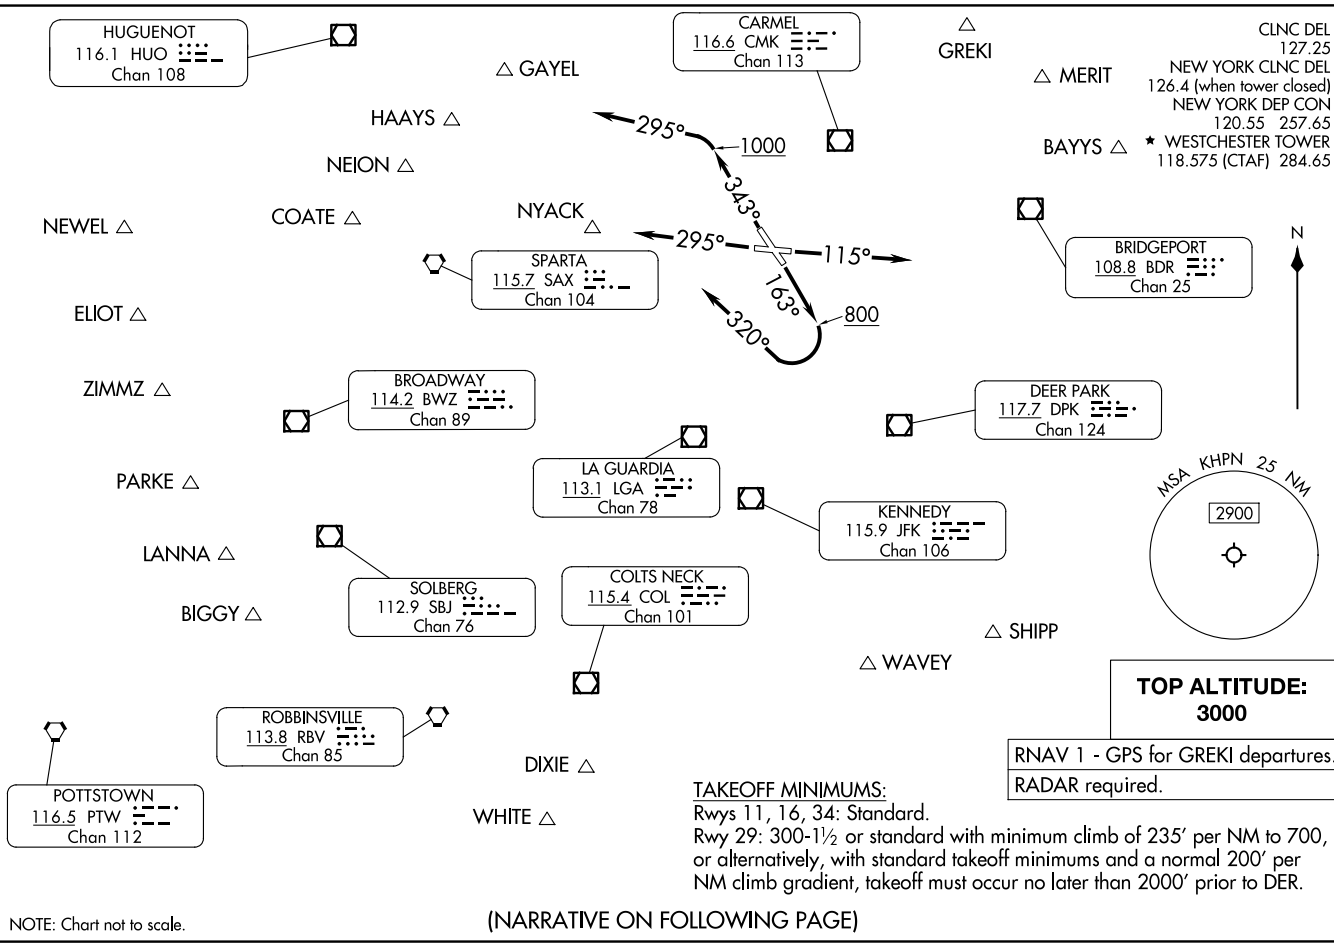 HUGUENOT
116.1 HUO
Chan 108
CARMEL
116.6 CMK
Chan 113
GREKI
CLNC DEL
127.25
NEW YORK CLNC DEL
126.4 (when tower closed)
NEW YORK DEP CON
120.55 257.65
★ WESTCHESTER TOWER
118.575 (CTAF) 284.65
GAYEL
MERIT
HAAYS
295°
1000
BAYYS
NEION
343°
NEWEL
COATE
NYACK
295°
115°
SPARTA
115.7 SAX
Chan 104
163°
BRIDGEPORT
108.8 BDR
Chan 25
N
ELIOT
320°
800
ZIMMZ
BROADWAY
114.2 BWZ
Chan 89
DEER PARK
117.7 DPK
Chan 124
PARKE
LA GUARDIA
113.1 LGA
Chan 78
KENNEDY
115.9 JFK
Chan 106
MSA KHPN 25 NM
2900
LANNA
SOLBERG
112.9 SBJ
Chan 76
COLTS NECK
115.4 COL
Chan 101
BIGGY
SHIPP
WAVEY
TOP ALTITUDE:
3000
ROBBINSVILLE
113.8 RBV
Chan 85
RNAV 1 - GPS for GREKI departures.
RADAR required.
DIXIE
POTTSTOWN
116.5 PTW
Chan 112
WHITE
TAKEOFF MINIMUMS:
Rwys 11, 16, 34: Standard.
Rwy 29: 300-1½ or standard with minimum climb of 235' per NM to 700,
or alternatively, with standard takeoff minimums and a normal 200' per
NM climb gradient, takeoff must occur no later than 2000' prior to DER.
NOTE: Chart not to scale.
(NARRATIVE ON FOLLOWING PAGE)